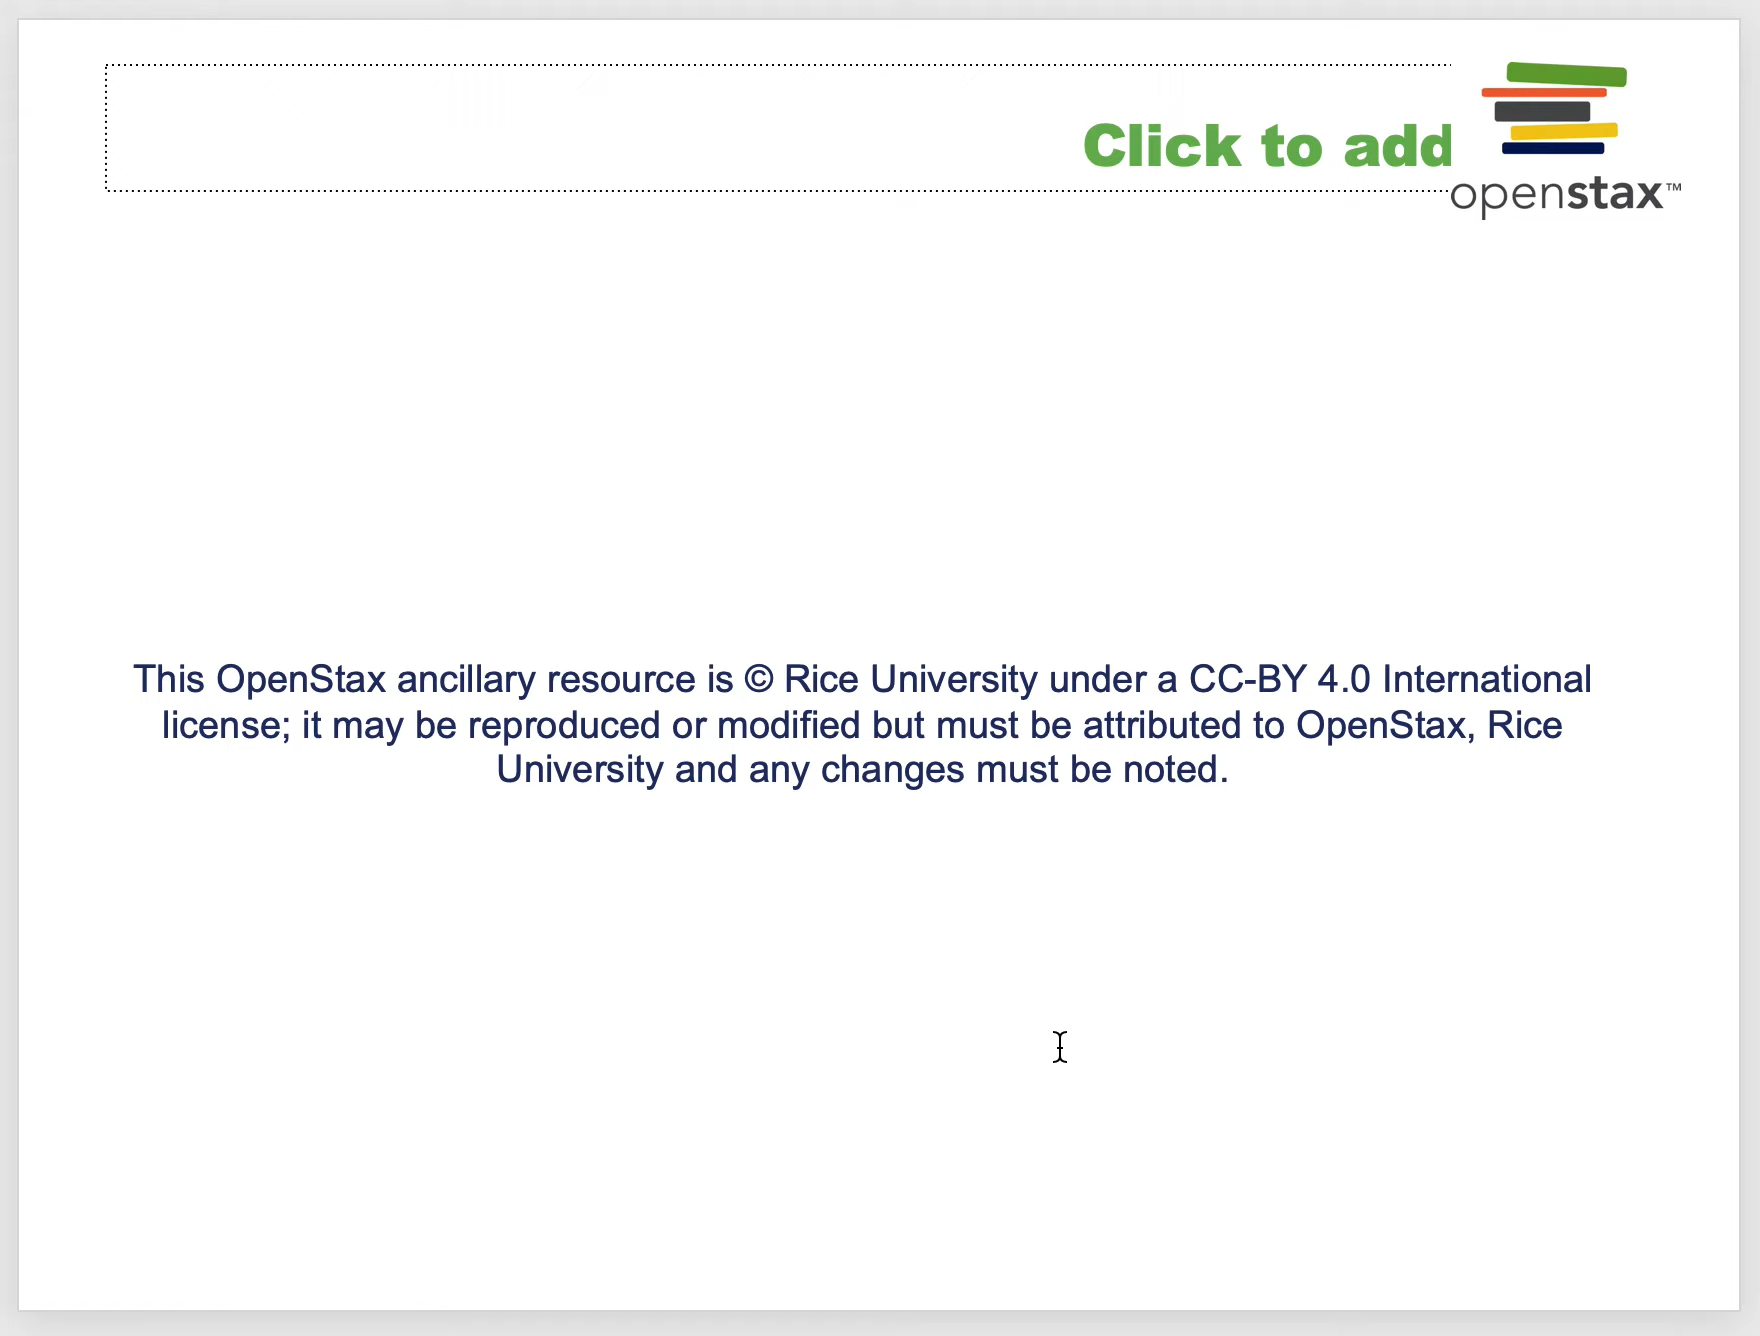 Click to add
openstax™
This OpenStax ancillary resource is © Rice University under a CC-BY 4.0 International
license; it may be reproduced or modified but must be attributed to OpenStax, Rice
University and any changes must be noted.